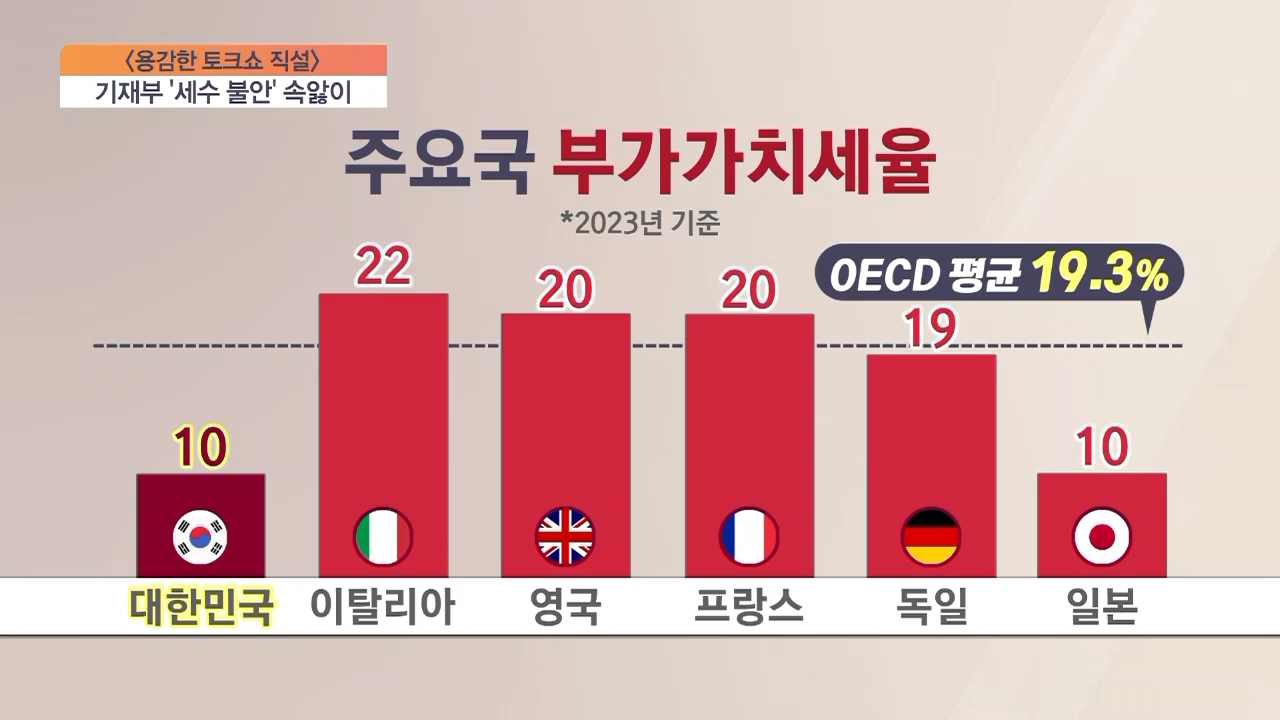 〈용감한 토크쇼 직설〉
기재부 '세수 불안' 속앓이
주요국 부가가치세율
*2023년 기준
OECD 평균 19.3%
10 22 20 20 19 10
대한민국 이탈리아 영국 프랑스 독일 일본